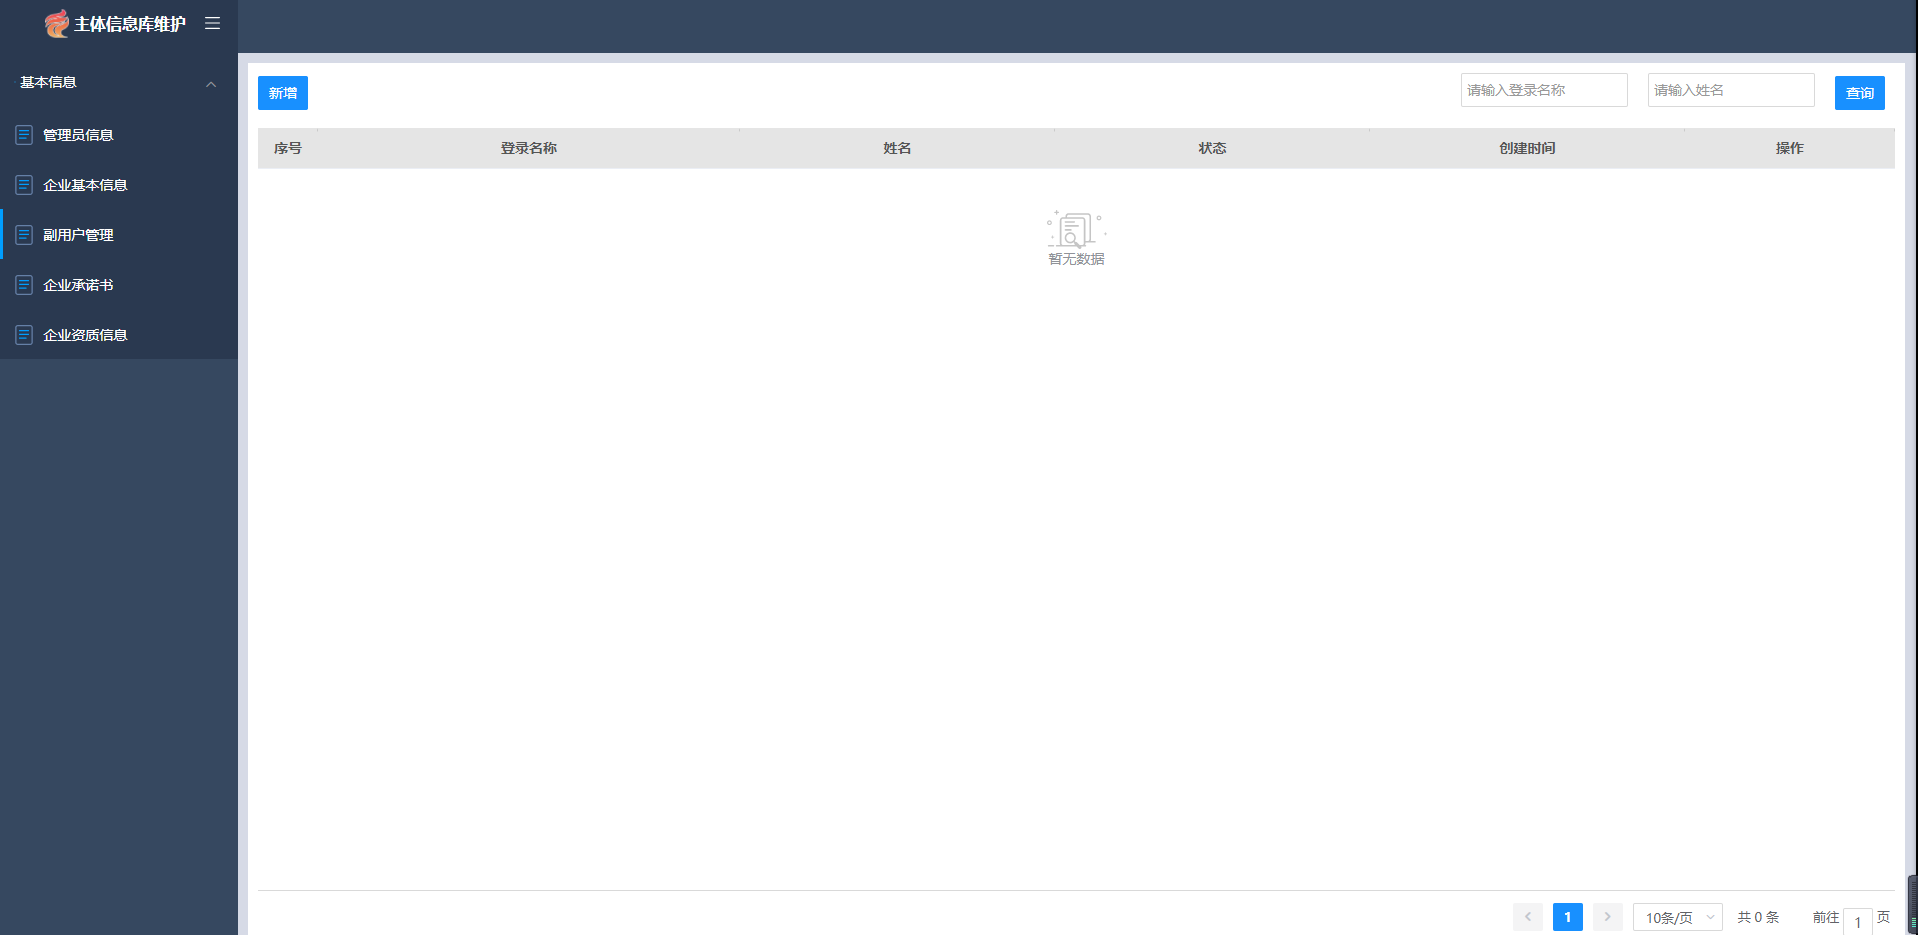 主体信息库维护
基本信息
管理员信息
企业基本信息
副用户管理
企业承诺书
企业资质信息
新增
请输入登录名称
请输入姓名
查询
序号 登录名称 姓名 状态 创建时间 操作
暂无数据
1 10条/页 共 0 条 前往 1 页